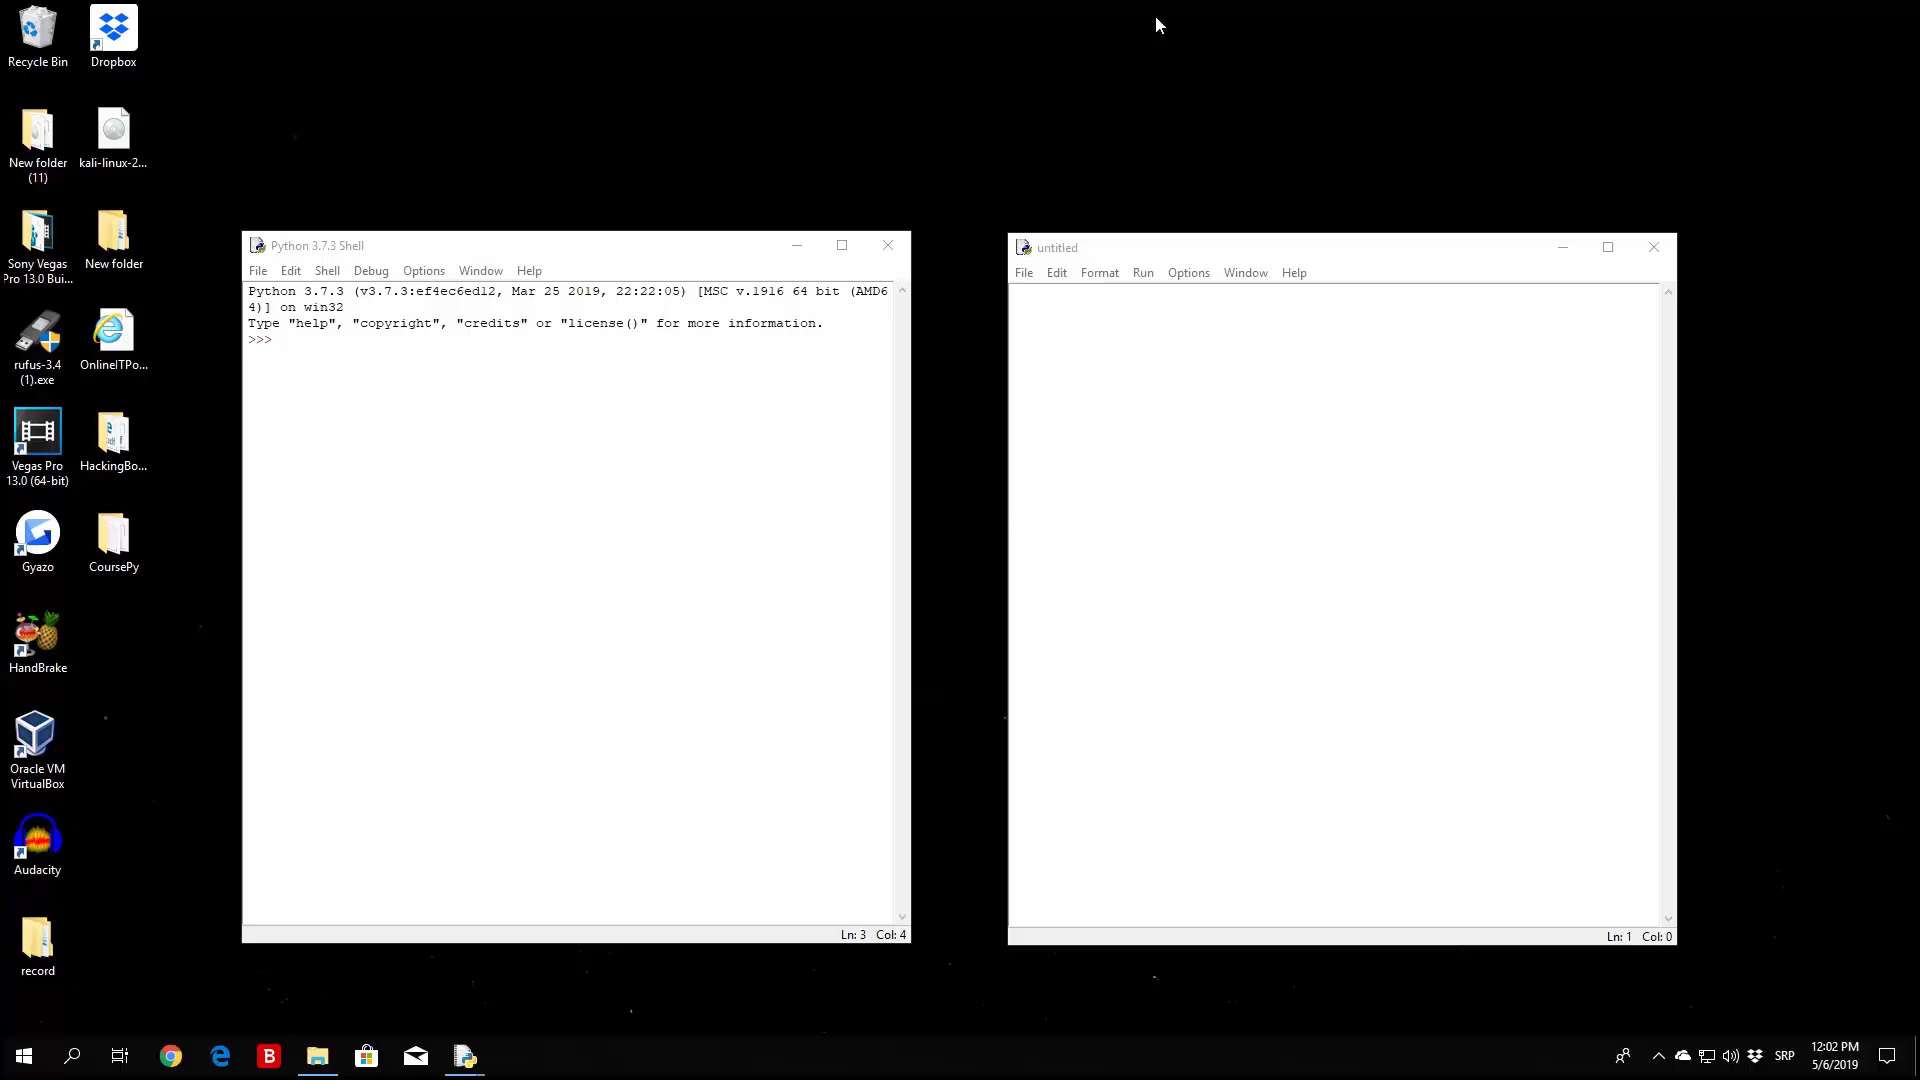 Recycle Bin
Dropbox
New folder
(11)
kali-linux-2...
Sony Vegas
Pro 13.0 Bui...
New folder
rufus-3.4
(1).exe
OnlineITPo...
Vegas Pro
13.0 (64-bit)
HackingBo...
Gyazo
CoursePy
HandBrake
Oracle VM
VirtualBox
Audacity
record
Python 3.7.3 Shell
File Edit Shell Debug Options Window Help
Python 3.7.3 (v3.7.3:ef4ec6ed12, Mar 25 2019, 22:22:05) [MSC v.1916 64 bit (AMD6
4)] on win32
Type "help", "copyright", "credits" or "license()" for more information.
>>>
Ln: 3 Col: 4
untitled
File Edit Format Run Options Window Help
Ln: 1 Col: 0
B
SRP
12:02 PM
5/6/2019